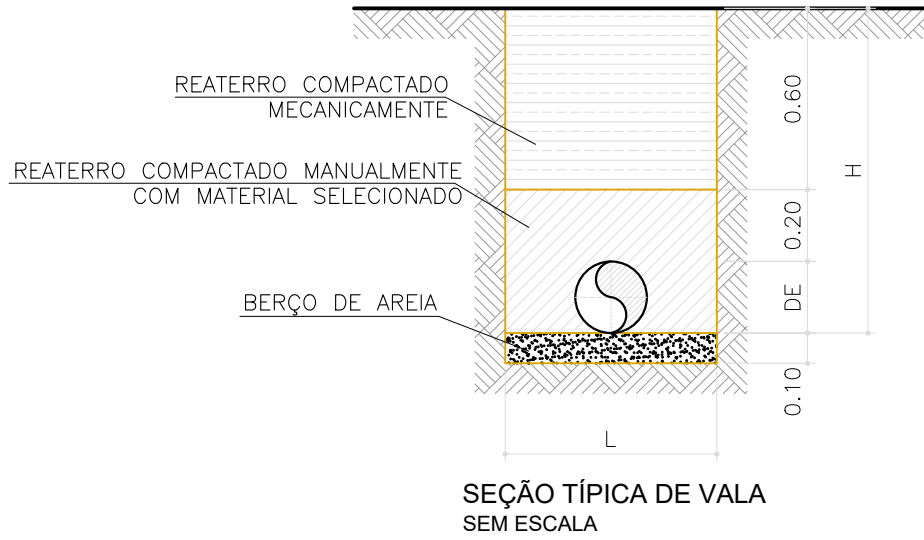 REATERRO COMPACTADO
MECANICAMENTE
REATERRO COMPACTADO MANUALMENTE
COM MATERIAL SELECIONADO
BERÇO DE AREIA
0.60
0.20
DE
0.10
H
L
SEÇÃO TÍPICA DE VALA
SEM ESCALA